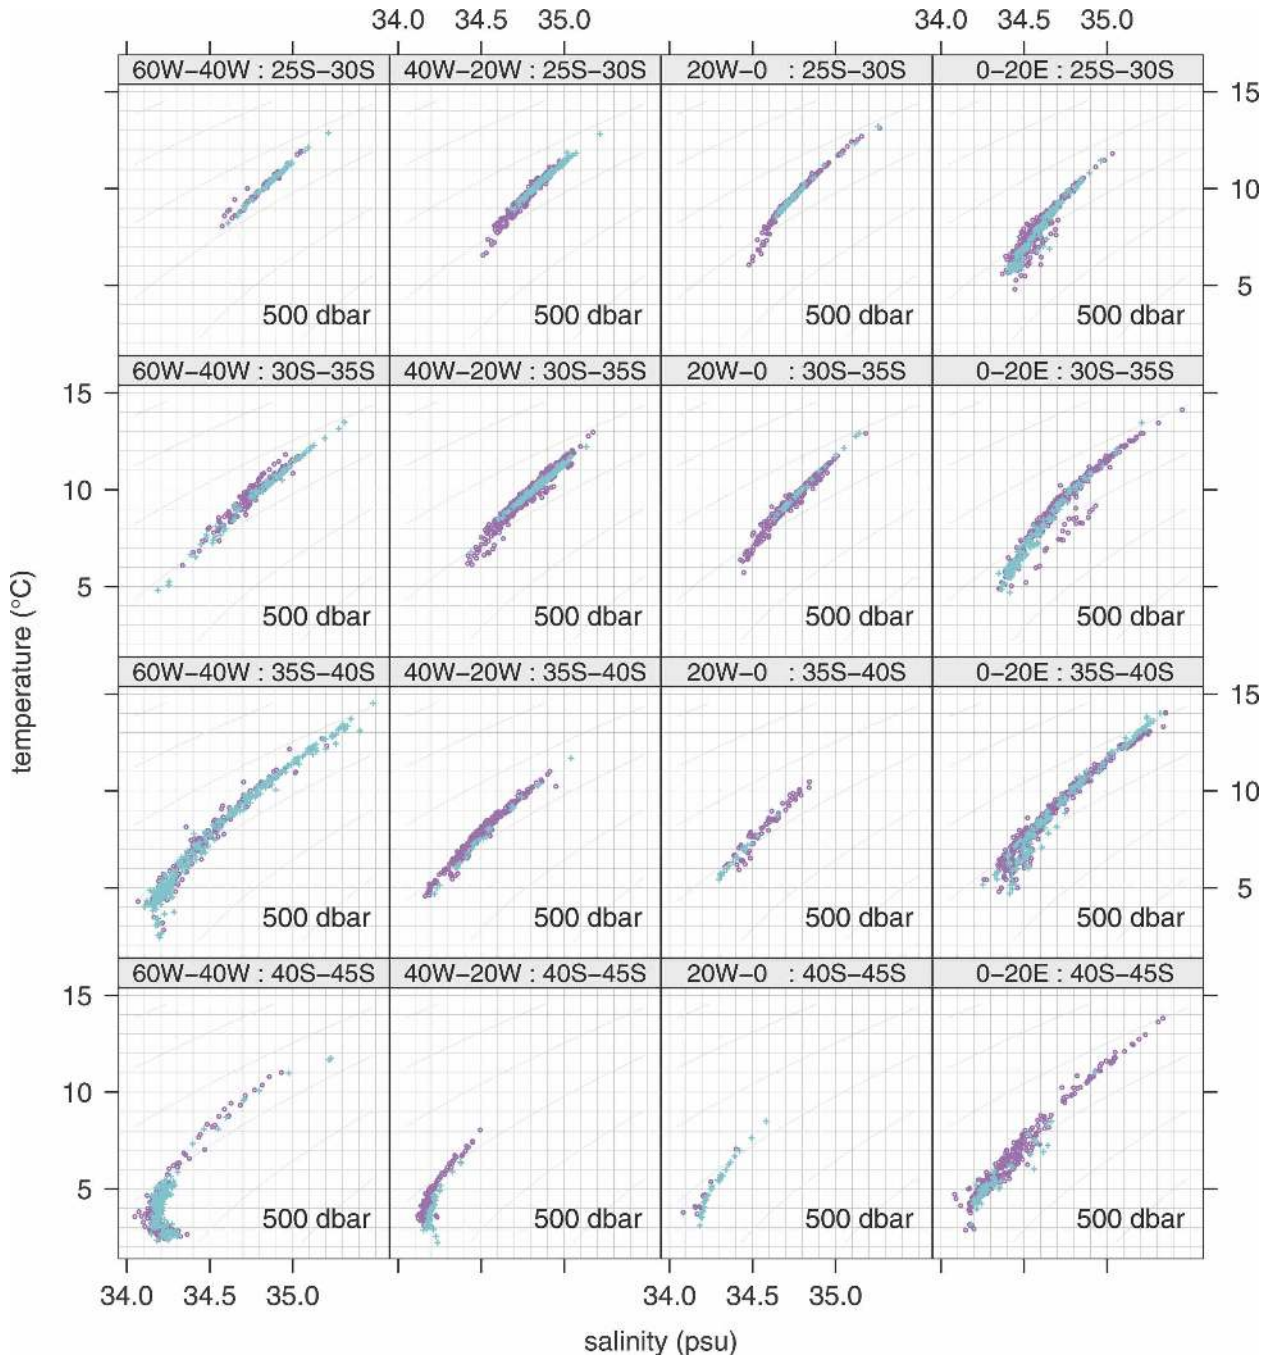 34.0 34.5 35.0 34.0 34.5 35.0
60W−40W : 25S−30S 40W−20W : 25S−30S 20W−0 : 25S−30S 0−20E : 25S−30S
15
10
5
500 dbar 500 dbar 500 dbar 500 dbar
60W−40W : 30S−35S 40W−20W : 30S−35S 20W−0 : 30S−35S 0−20E : 30S−35S
15
10
5
500 dbar 500 dbar 500 dbar 500 dbar
temperature (°C)
60W−40W : 35S−40S 40W−20W : 35S−40S 20W−0 : 35S−40S 0−20E : 35S−40S
15
10
5
500 dbar 500 dbar 500 dbar 500 dbar
60W−40W : 40S−45S 40W−20W : 40S−45S 20W−0 : 40S−45S 0−20E : 40S−45S
15
10
5
500 dbar 500 dbar 500 dbar 500 dbar
34.0 34.5 35.0 34.0 34.5 35.0
salinity (psu)